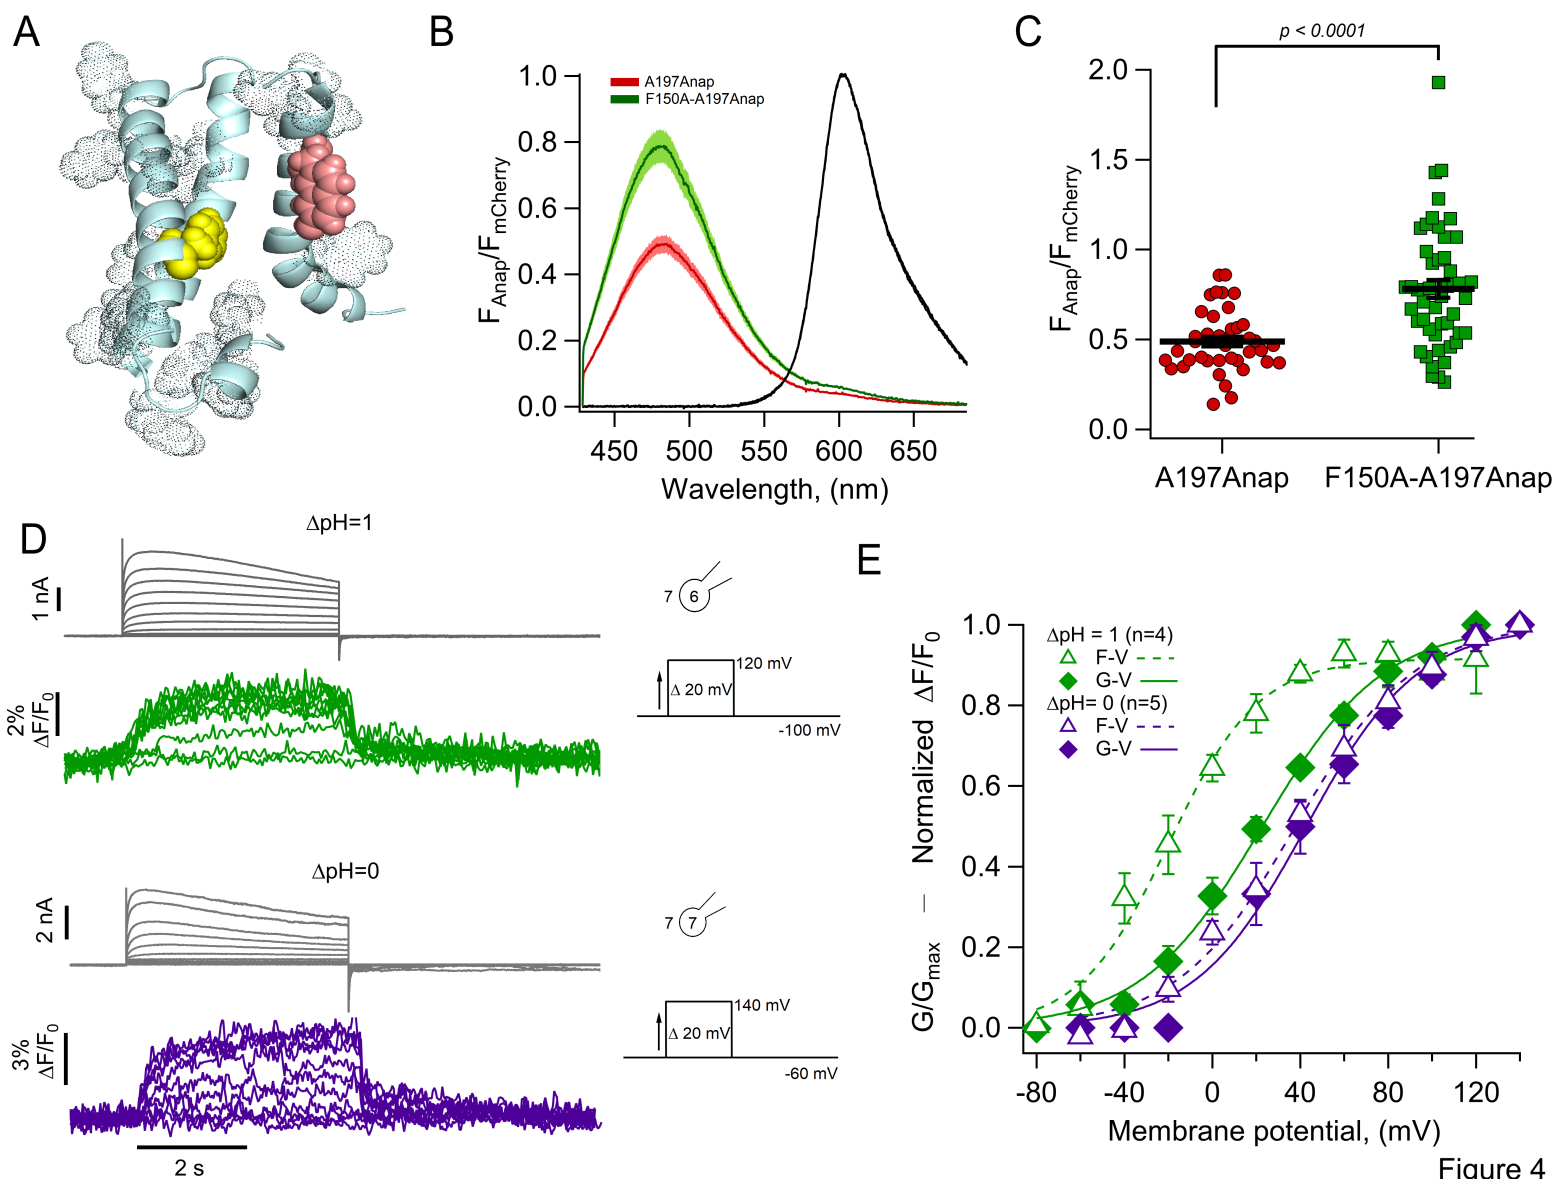 A
B
C
p < 0.0001
A197Anap
F150A-A197Anap
1.0
0.8
0.6
0.4
0.2
0.0
FAnap/FmCherry
450
500
550
600
650
Wavelength, (nm)
2.0
1.5
1.0
0.5
0.0
FAnap/FmCherry
A197Anap
F150A-A197Anap
D
ΔpH=1
1 nA
2%
ΔF/F0
7
6
120 mV
Δ 20 mV
-100 mV
ΔpH=0
2 nA
3%
ΔF/F0
7
7
140 mV
Δ 20 mV
-60 mV
2 s
E
ΔpH = 1 (n=4)
F-V
G-V
ΔpH= 0 (n=5)
F-V
G-V
1.0
0.8
0.6
0.4
0.2
0.0
G/Gmax — Normalized ΔF/F0
-80
-40
0
40
80
120
Membrane potential, (mV)
Figure 4